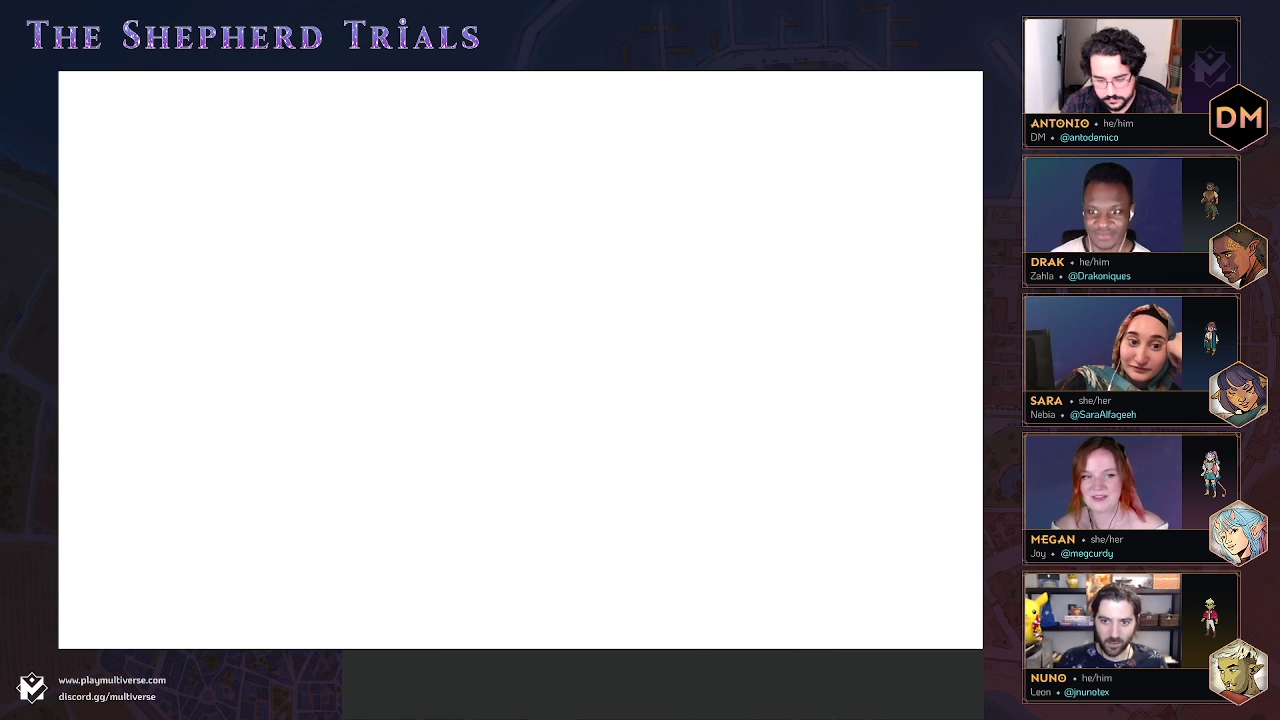 The Shepherd Trials
ANTONIO • he/him
DM • @antodemico
DM
DRAK • he/him
Zahla • @Drakoniques
SARA • she/her
Nebia • @SaraAlfageeh
MEGAN • she/her
Joy • @megcurdy
NUNO • he/him
Leon • @jnunotex
www.playmultiverse.com
discord.gg/multiverse